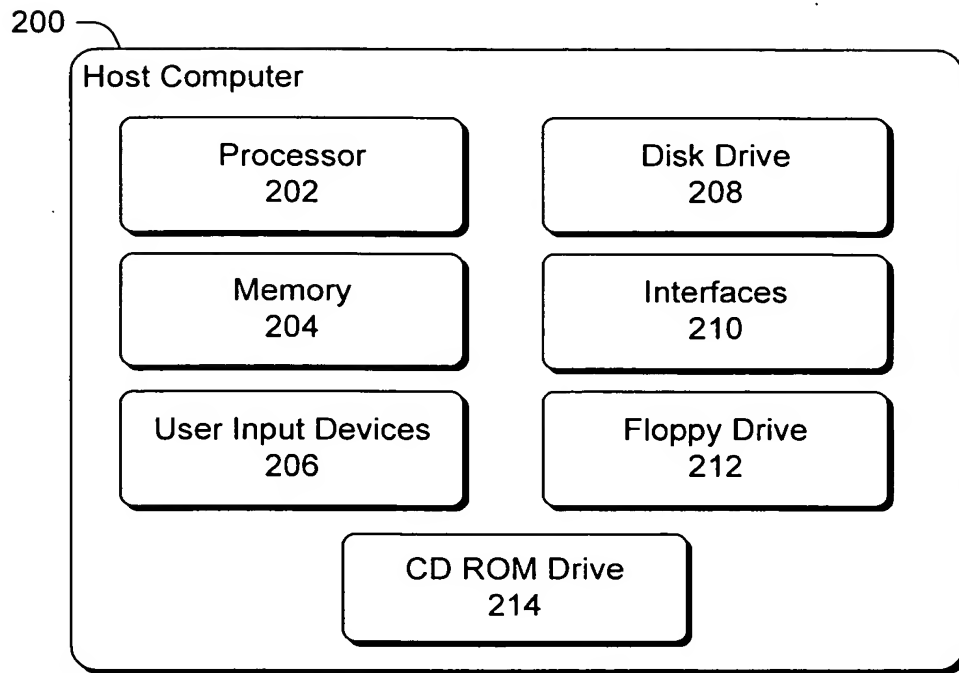 200
Host Computer
Processor
202
Disk Drive
208
Memory
204
Interfaces
210
User Input Devices
206
Floppy Drive
212
CD ROM Drive
214